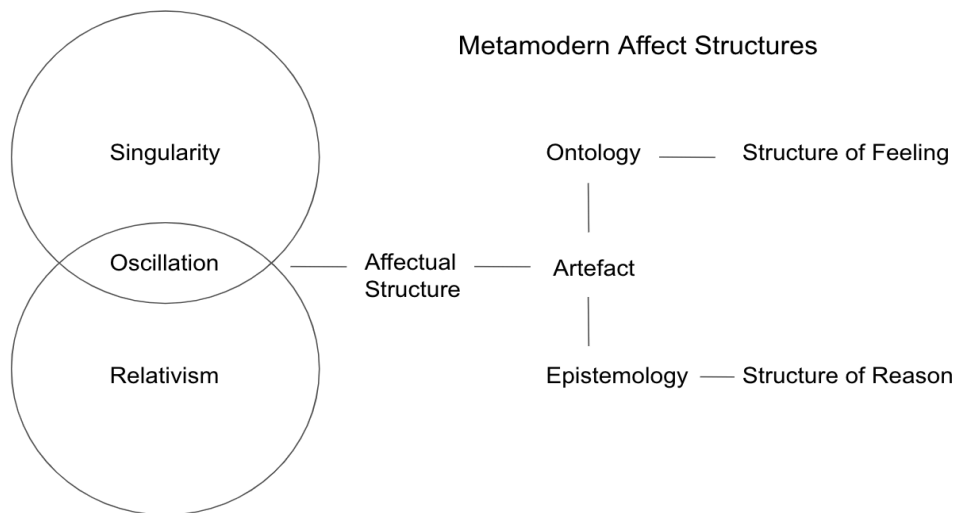 Metamodern Affect Structures
Singularity
Ontology
Structure of Feeling
Oscillation
Affectual
Structure
Artefact
Relativism
Epistemology
Structure of Reason